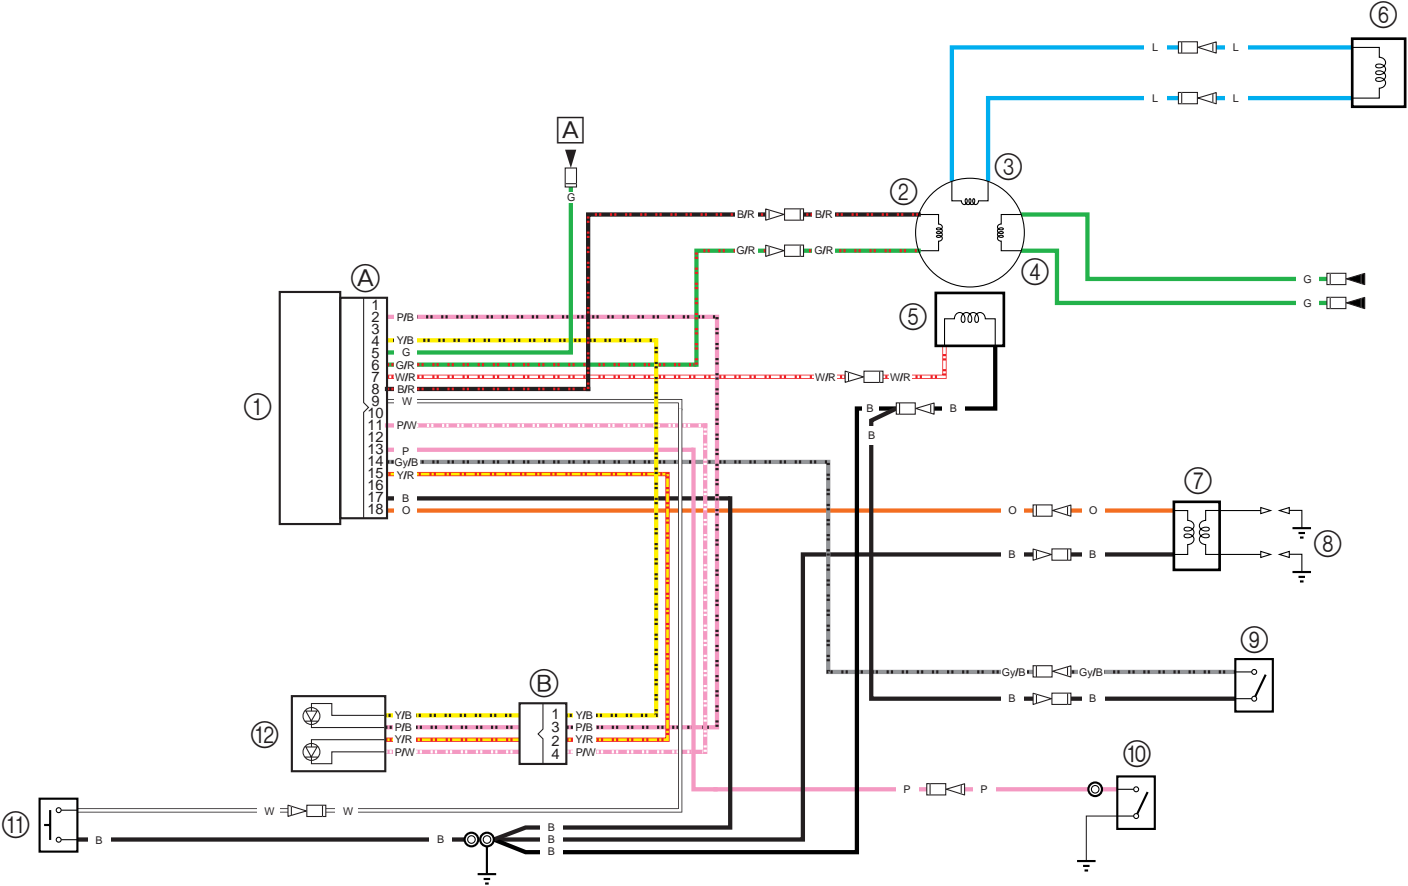 6
L L
L L
A
3
2
G
B/R B/R
G/R G/R
4
A
G
G
5
1
2 P/B
3
4 Y/B
5 G
6 G/R
7 W/R W/R W/R
8 B/R
1
9 W
10
B B
11 P/W
B
12
13 P
14 Gy/B
15 Y/R
16
17 B
18 O
7
O O
8
B B
9
Gy/B Gy/B
B
B B
12
Y/B 1 Y/B
P/B 3 P/B
Y/R 2 Y/R
P/W 4 P/W
10
P P
11
W W
B B B
B
B